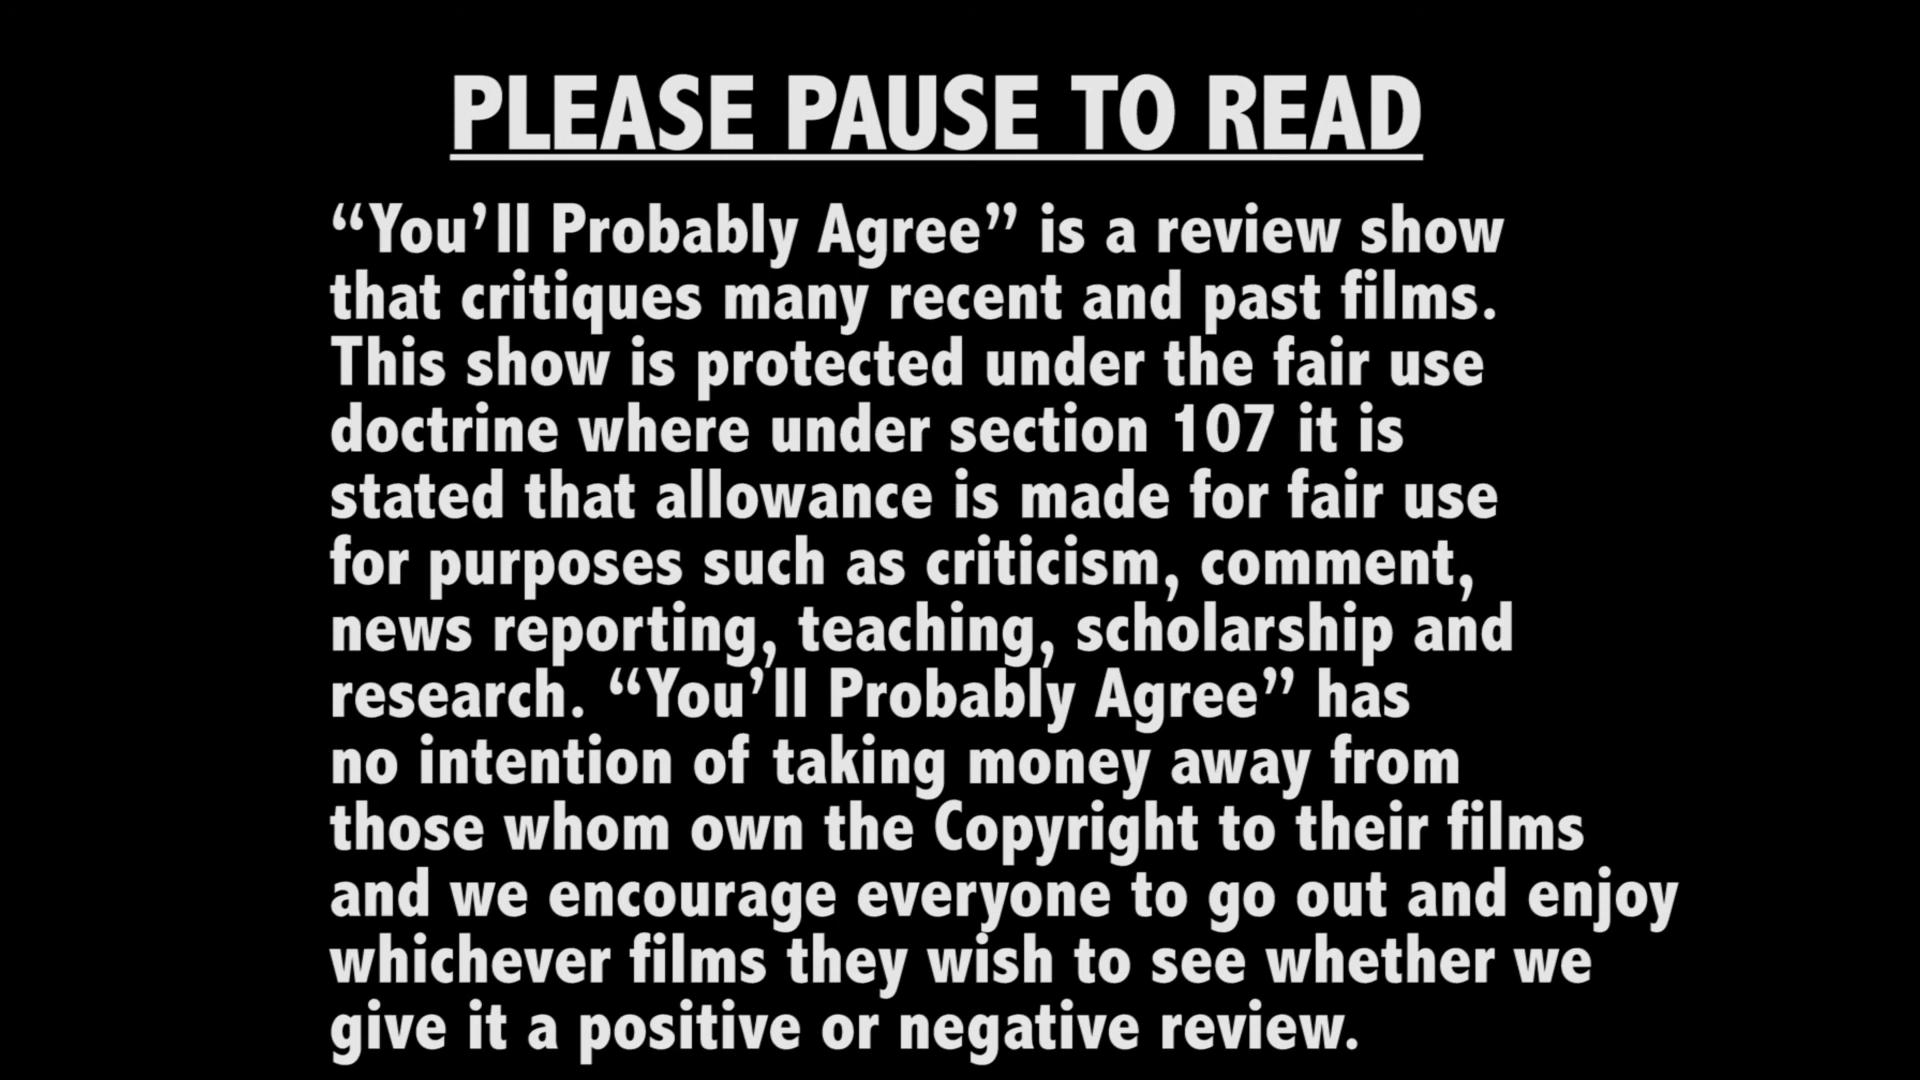 PLEASE PAUSE TO READ
“You’ll Probably Agree” is a review show
that critiques many recent and past films.
This show is protected under the fair use
doctrine where under section 107 it is
stated that allowance is made for fair use
for purposes such as criticism, comment,
news reporting, teaching, scholarship and
research. “You’ll Probably Agree” has
no intention of taking money away from
those whom own the Copyright to their films
and we encourage everyone to go out and enjoy
whichever films they wish to see whether we
give it a positive or negative review.